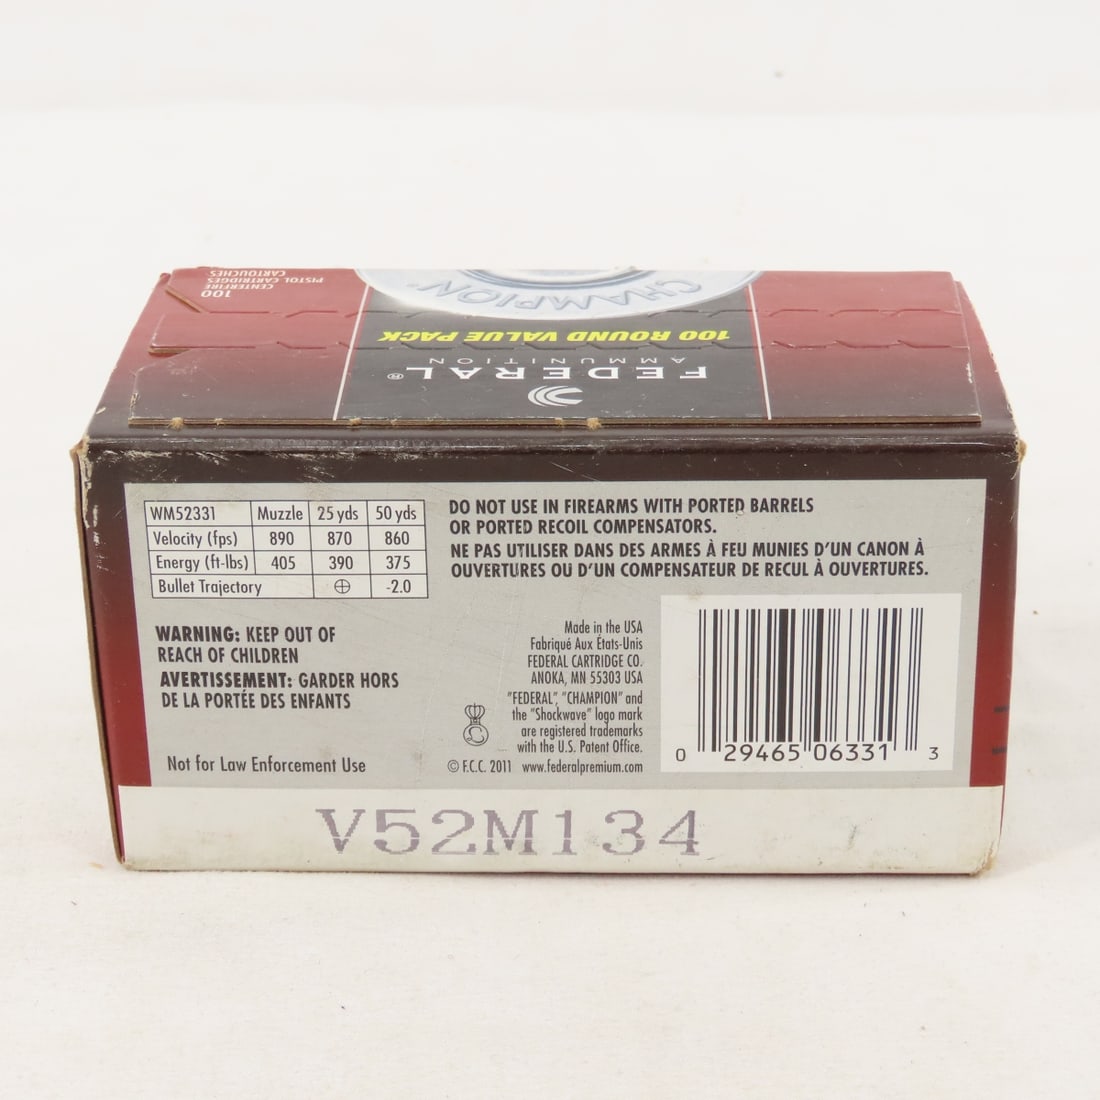 100
CENTERFIRE
PISTOL CARTRIDGES
CARTOUCHES
CHAMPION®
100 ROUND VALUE PACK
FEDERAL®
AMMUNITION
WM52331 Muzzle 25 yds 50 yds
Velocity (fps) 890 870 860
Energy (ft-lbs) 405 390 375
Bullet Trajectory ⊕ -2.0
DO NOT USE IN FIREARMS WITH PORTED BARRELS
OR PORTED RECOIL COMPENSATORS.
NE PAS UTILISER DANS DES ARMES À FEU MUNIES D'UN CANON À
OUVERTURES OU D'UN COMPENSATEUR DE RECUL À OUVERTURES.
WARNING: KEEP OUT OF
REACH OF CHILDREN
AVERTISSEMENT: GARDER HORS
DE LA PORTÉE DES ENFANTS
Not for Law Enforcement Use
Made in the USA
Fabriqué Aux États-Unis
FEDERAL CARTRIDGE CO.
ANOKA, MN 55303 USA
"FEDERAL", "CHAMPION" and
the "Shockwave" logo mark
are registered trademarks
with the U.S. Patent Office.
© F.C.C. 2011 www.federalpremium.com
0 29465 06331 3
V52M134